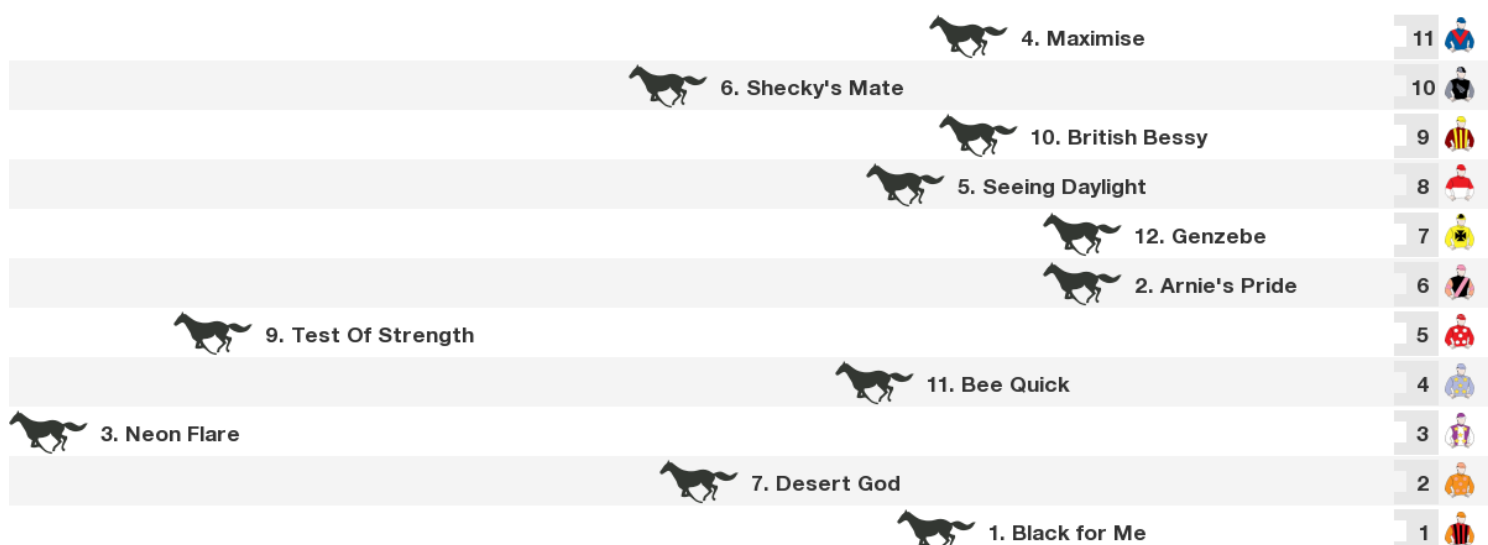 4. Maximise 11
6. Shecky's Mate 10
10. British Bessy 9
5. Seeing Daylight 8
12. Genzebe 7
2. Arnie's Pride 6
9. Test Of Strength 5
11. Bee Quick 4
3. Neon Flare 3
7. Desert God 2
1. Black for Me 1